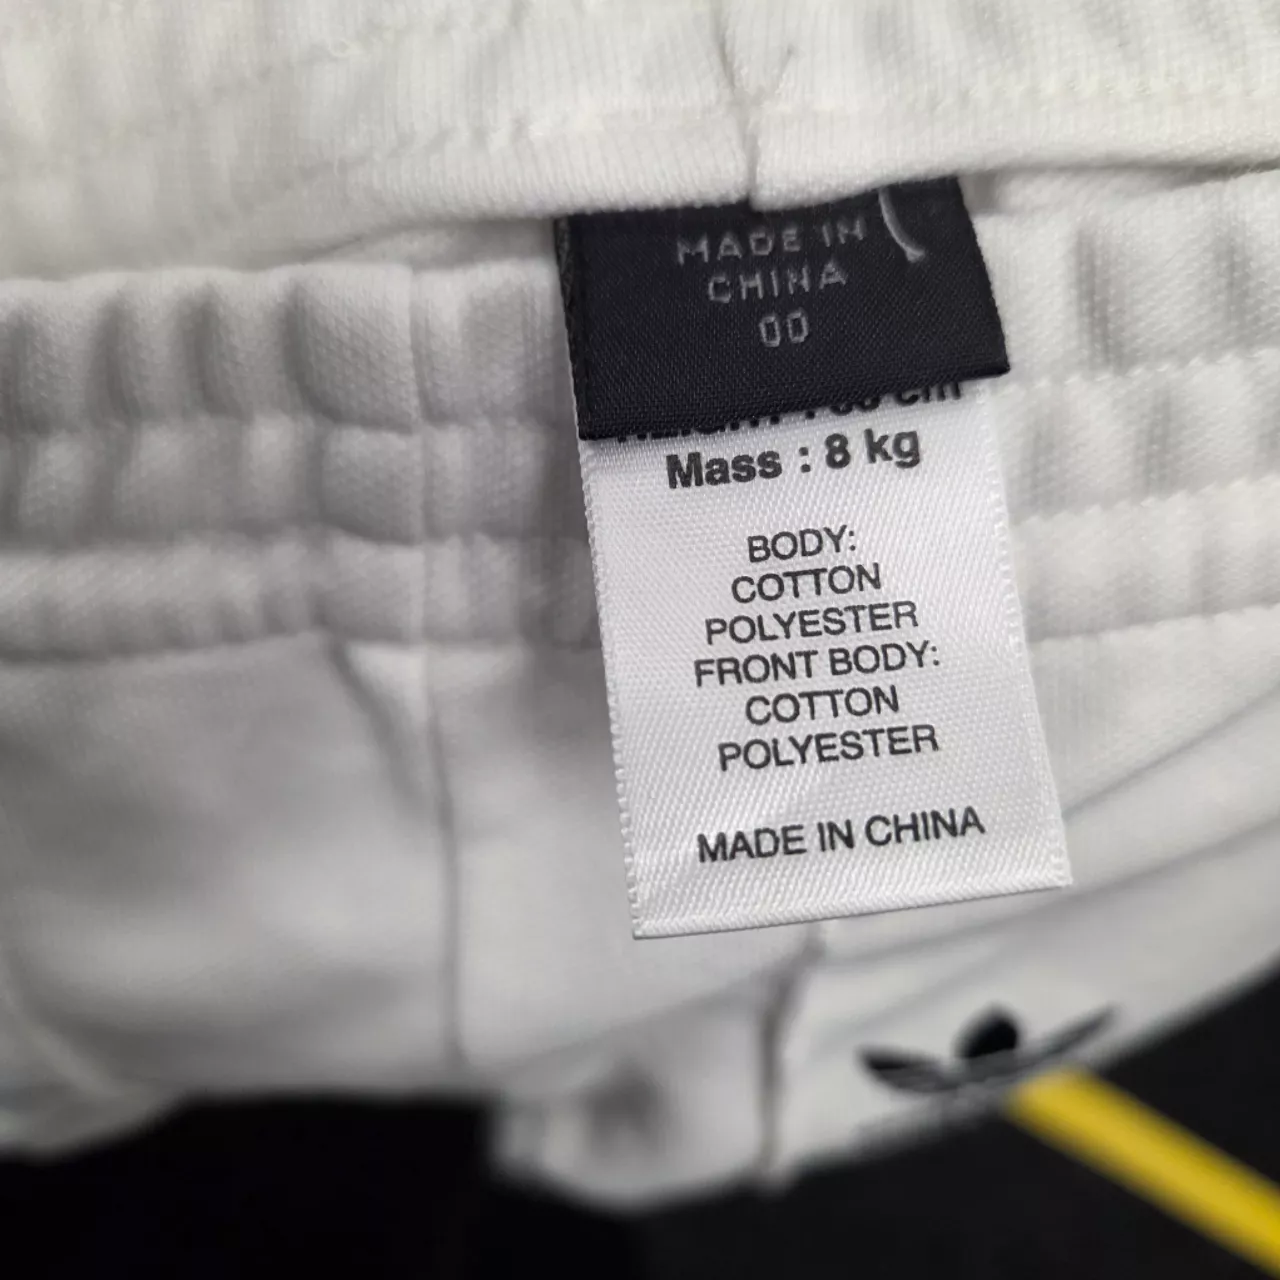 MADE IN
CHINA
00
Mass : 8 kg
BODY:
COTTON
POLYESTER
FRONT BODY:
COTTON
POLYESTER
MADE IN CHINA